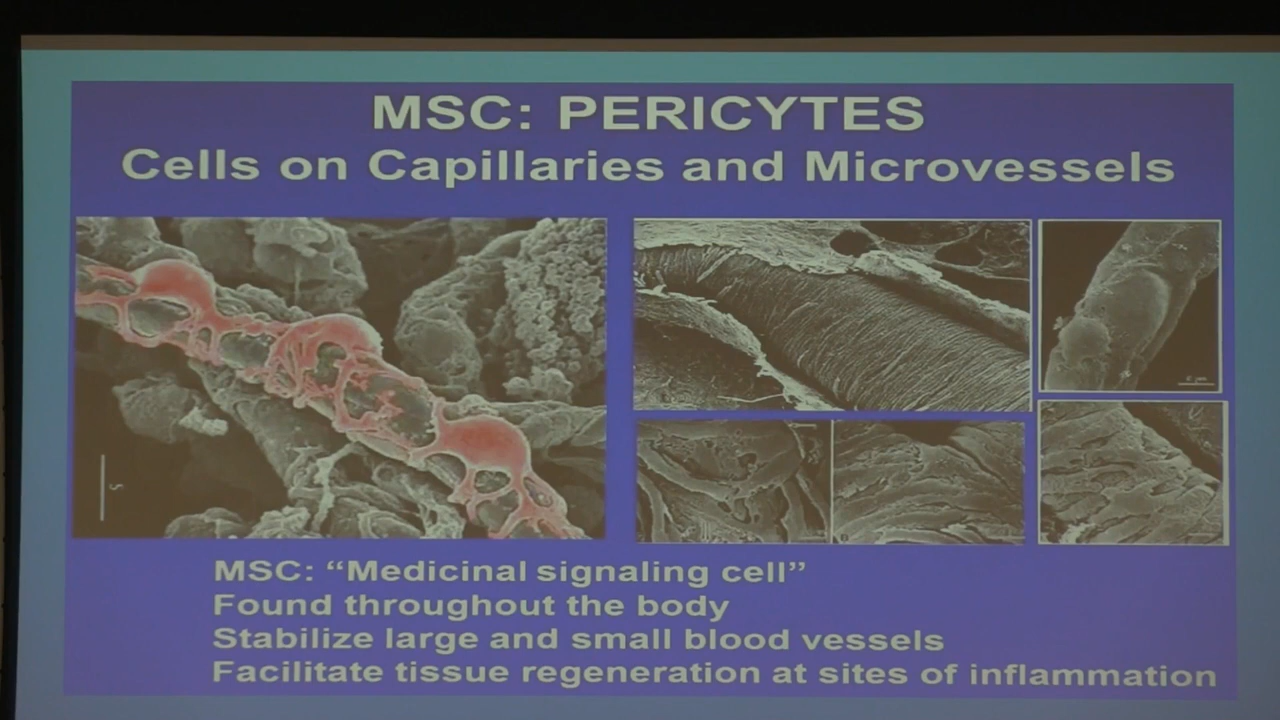 MSC: PERICYTES
Cells on Capillaries and Microvessels
5
MSC: “Medicinal signaling cell”
Found throughout the body
Stabilize large and small blood vessels
Facilitate tissue regeneration at sites of inflammation